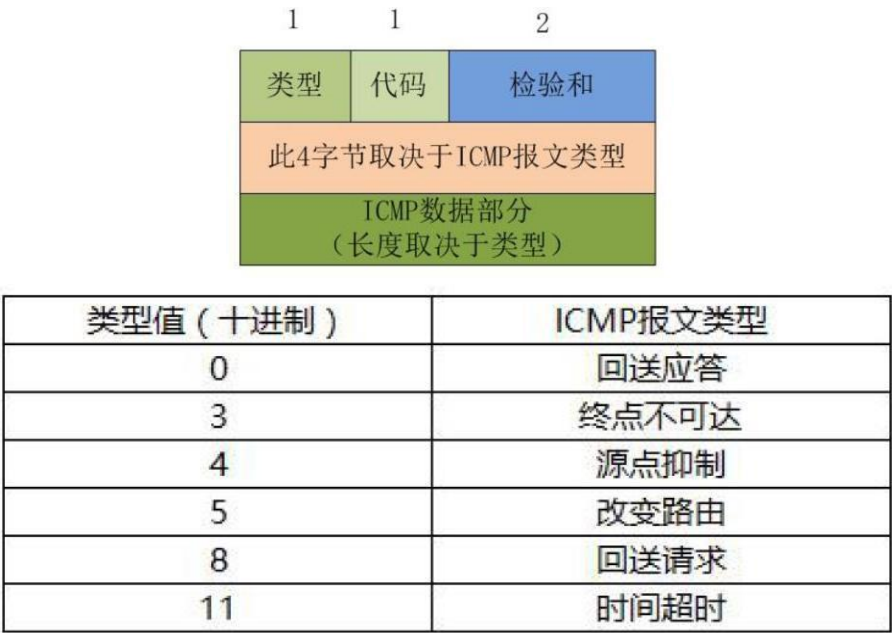 1 1 2
类型 代码 检验和
此4字节取决于ICMP报文类型
ICMP数据部分
（长度取决于类型）
类型值（十进制） ICMP报文类型
0 回送应答
3 终点不可达
4 源点抑制
5 改变路由
8 回送请求
11 时间超时